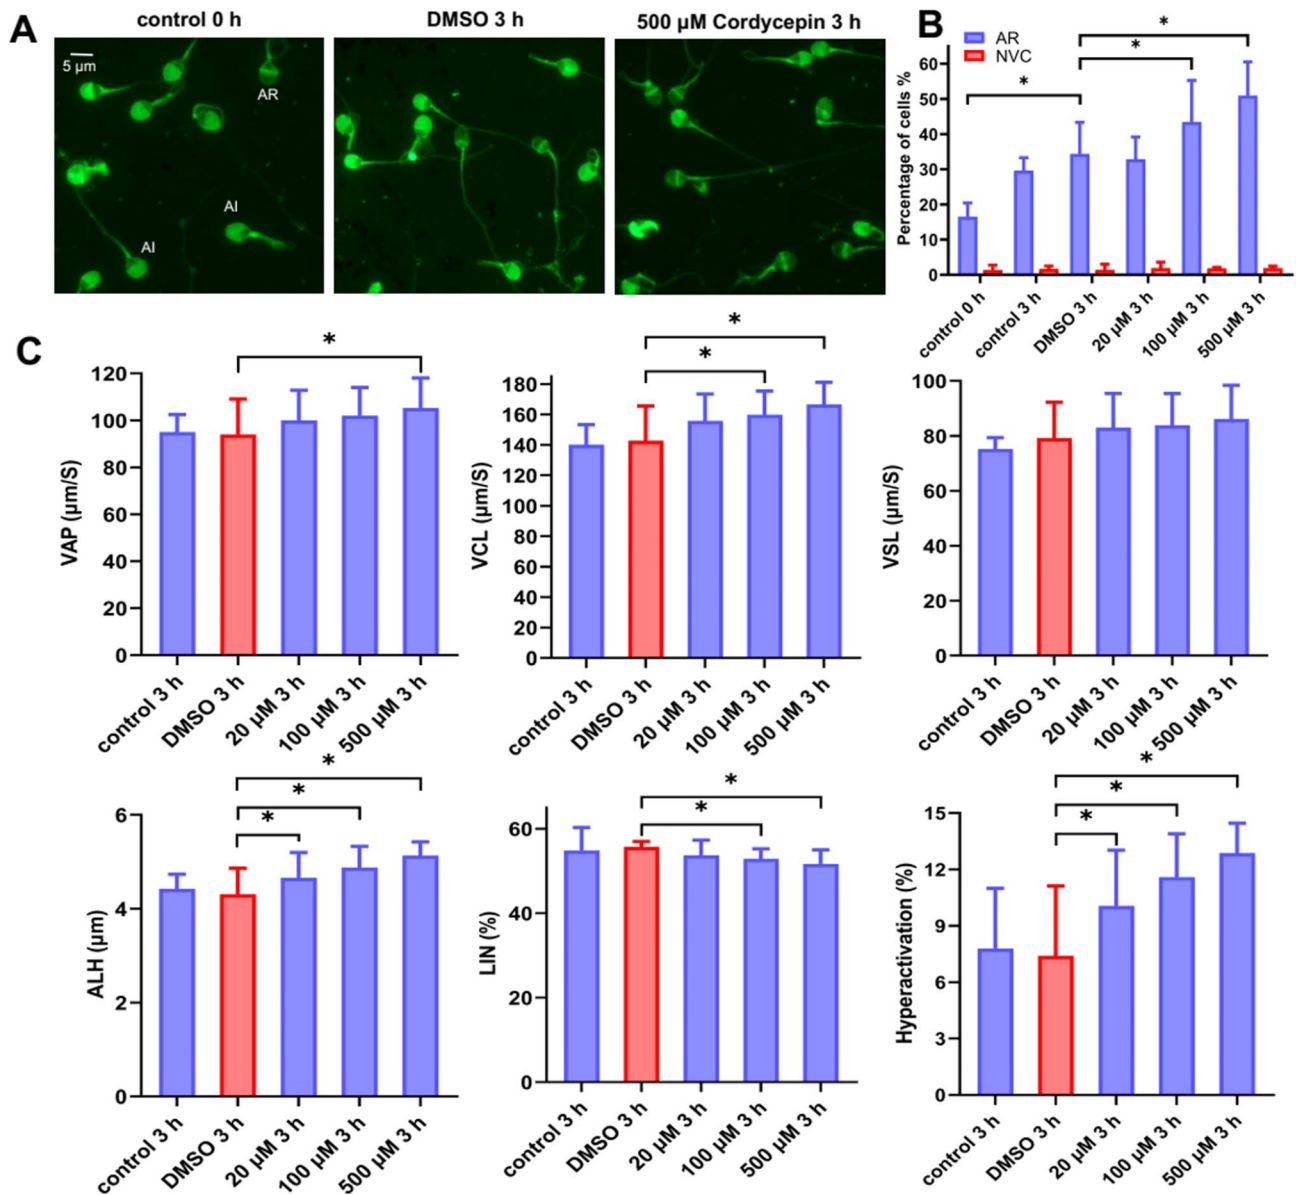 A
control 0 h
DMSO 3 h
500 µM Cordycepin 3 h
5 µm
AR
AI
AI
B
AR
NVC
*
*
*
Percentage of cells %
60
50
40
30
20
10
0
control 0 h
control 3 h
DMSO 3 h
20 µM 3 h
100 µM 3 h
500 µM 3 h
C
*
VAP (µm/S)
120
100
80
60
40
20
0
control 3 h
DMSO 3 h
20 µM 3 h
100 µM 3 h
500 µM 3 h
*
*
VCL (µm/S)
180
160
140
120
100
80
60
40
20
0
control 3 h
DMSO 3 h
20 µM 3 h
100 µM 3 h
500 µM 3 h
VSL (µm/S)
100
80
60
40
20
0
control 3 h
DMSO 3 h
20 µM 3 h
100 µM 3 h
500 µM 3 h
*
*
*
ALH (µm)
6
4
2
0
control 3 h
DMSO 3 h
20 µM 3 h
100 µM 3 h
500 µM 3 h
*
*
LIN (%)
60
40
20
0
control 3 h
DMSO 3 h
20 µM 3 h
100 µM 3 h
500 µM 3 h
*
*
*
Hyperactivation (%)
15
12
9
6
3
0
control 3 h
DMSO 3 h
20 µM 3 h
100 µM 3 h
500 µM 3 h